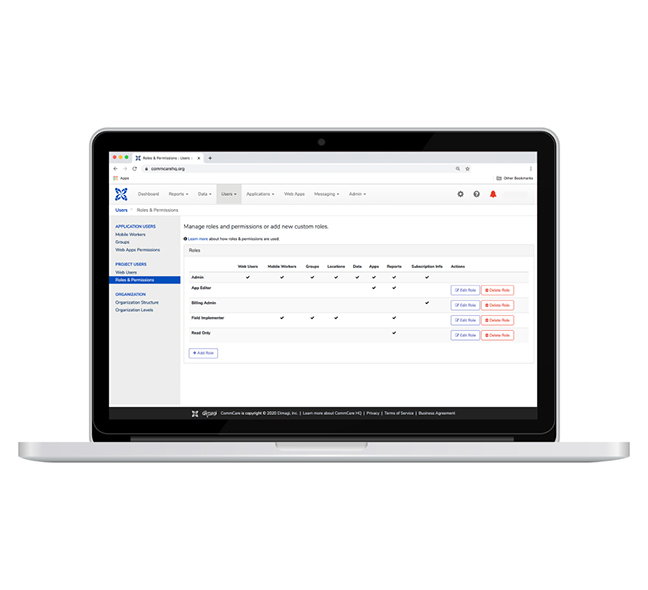 Roles & Permissions : Users :
commcarehq.org
Apps
Other Bookmarks
Dashboard Reports Data Users Applications Web Apps Messaging Admin
Users Roles & Permissions
APPLICATION USERS
Mobile Workers
Groups
Web Apps Permissions
PROJECT USERS
Web Users
Roles & Permissions
ORGANIZATION
Organization Structure
Organization Levels
Manage roles and permissions or add new custom roles.
Learn more about how roles & permissions are used.
Roles
Web Users Mobile Workers Groups Locations Data Apps Reports Subscription Info Actions
Admin
App Editor Edit Role Delete Role
Billing Admin Edit Role Delete Role
Field Implementer Edit Role Delete Role
Read Only Edit Role Delete Role
+ Add Role
dimagi CommCare is copyright © 2020 Dimagi, Inc. | Learn more about CommCare HQ | Privacy | Terms of Service | Business Agreement